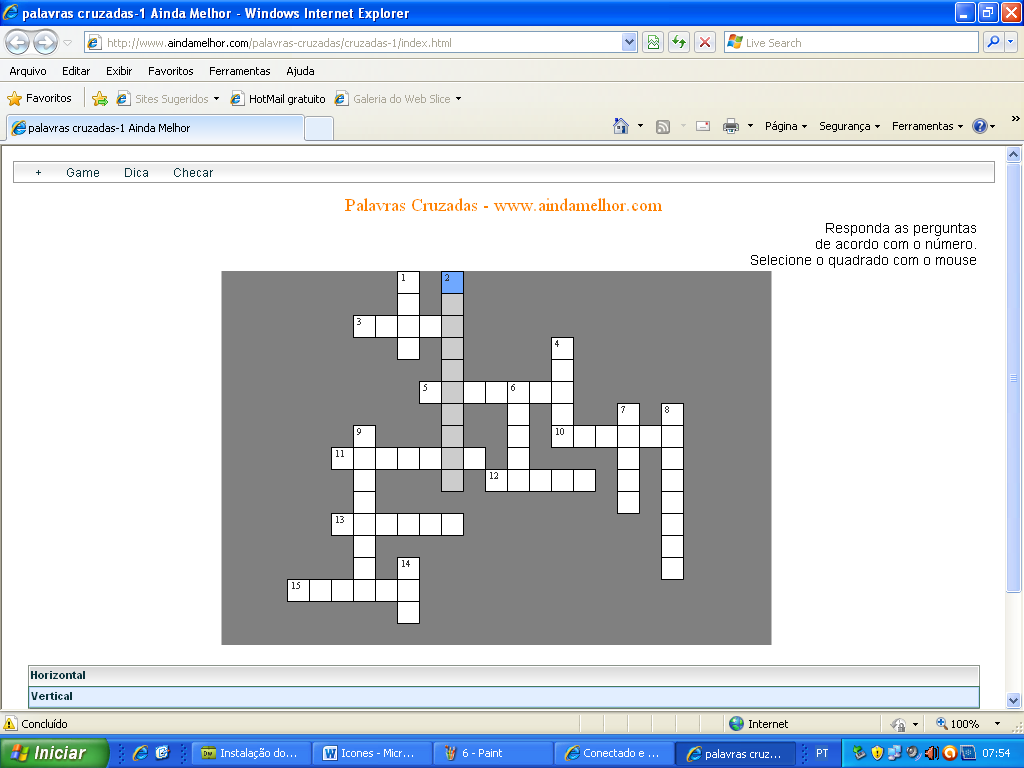 palavras cruzadas-1 Ainda Melhor - Windows Internet Explorer
http://www.aindamelhor.com/palavras-cruzadas/cruzadas-1/index.html
Live Search
Arquivo Editar Exibir Favoritos Ferramentas Ajuda
Favoritos Sites Sugeridos HotMail gratuito Galeria do Web Slice
palavras cruzadas-1 Ainda Melhor Página Segurança Ferramentas
+ Game Dica Checar
Palavras Cruzadas - www.aindamelhor.com
Responda as perguntas
de acordo com o número.
Selecione o quadrado com o mouse
1 2
3
4
5 6
7 8
9 10
11
12
13
14
15
Horizontal
Vertical
Concluído Internet 100%
Iniciar Instalação do... Icones - Micr... 6 - Paint Conectado e ... palavras cruz... PT 07:54